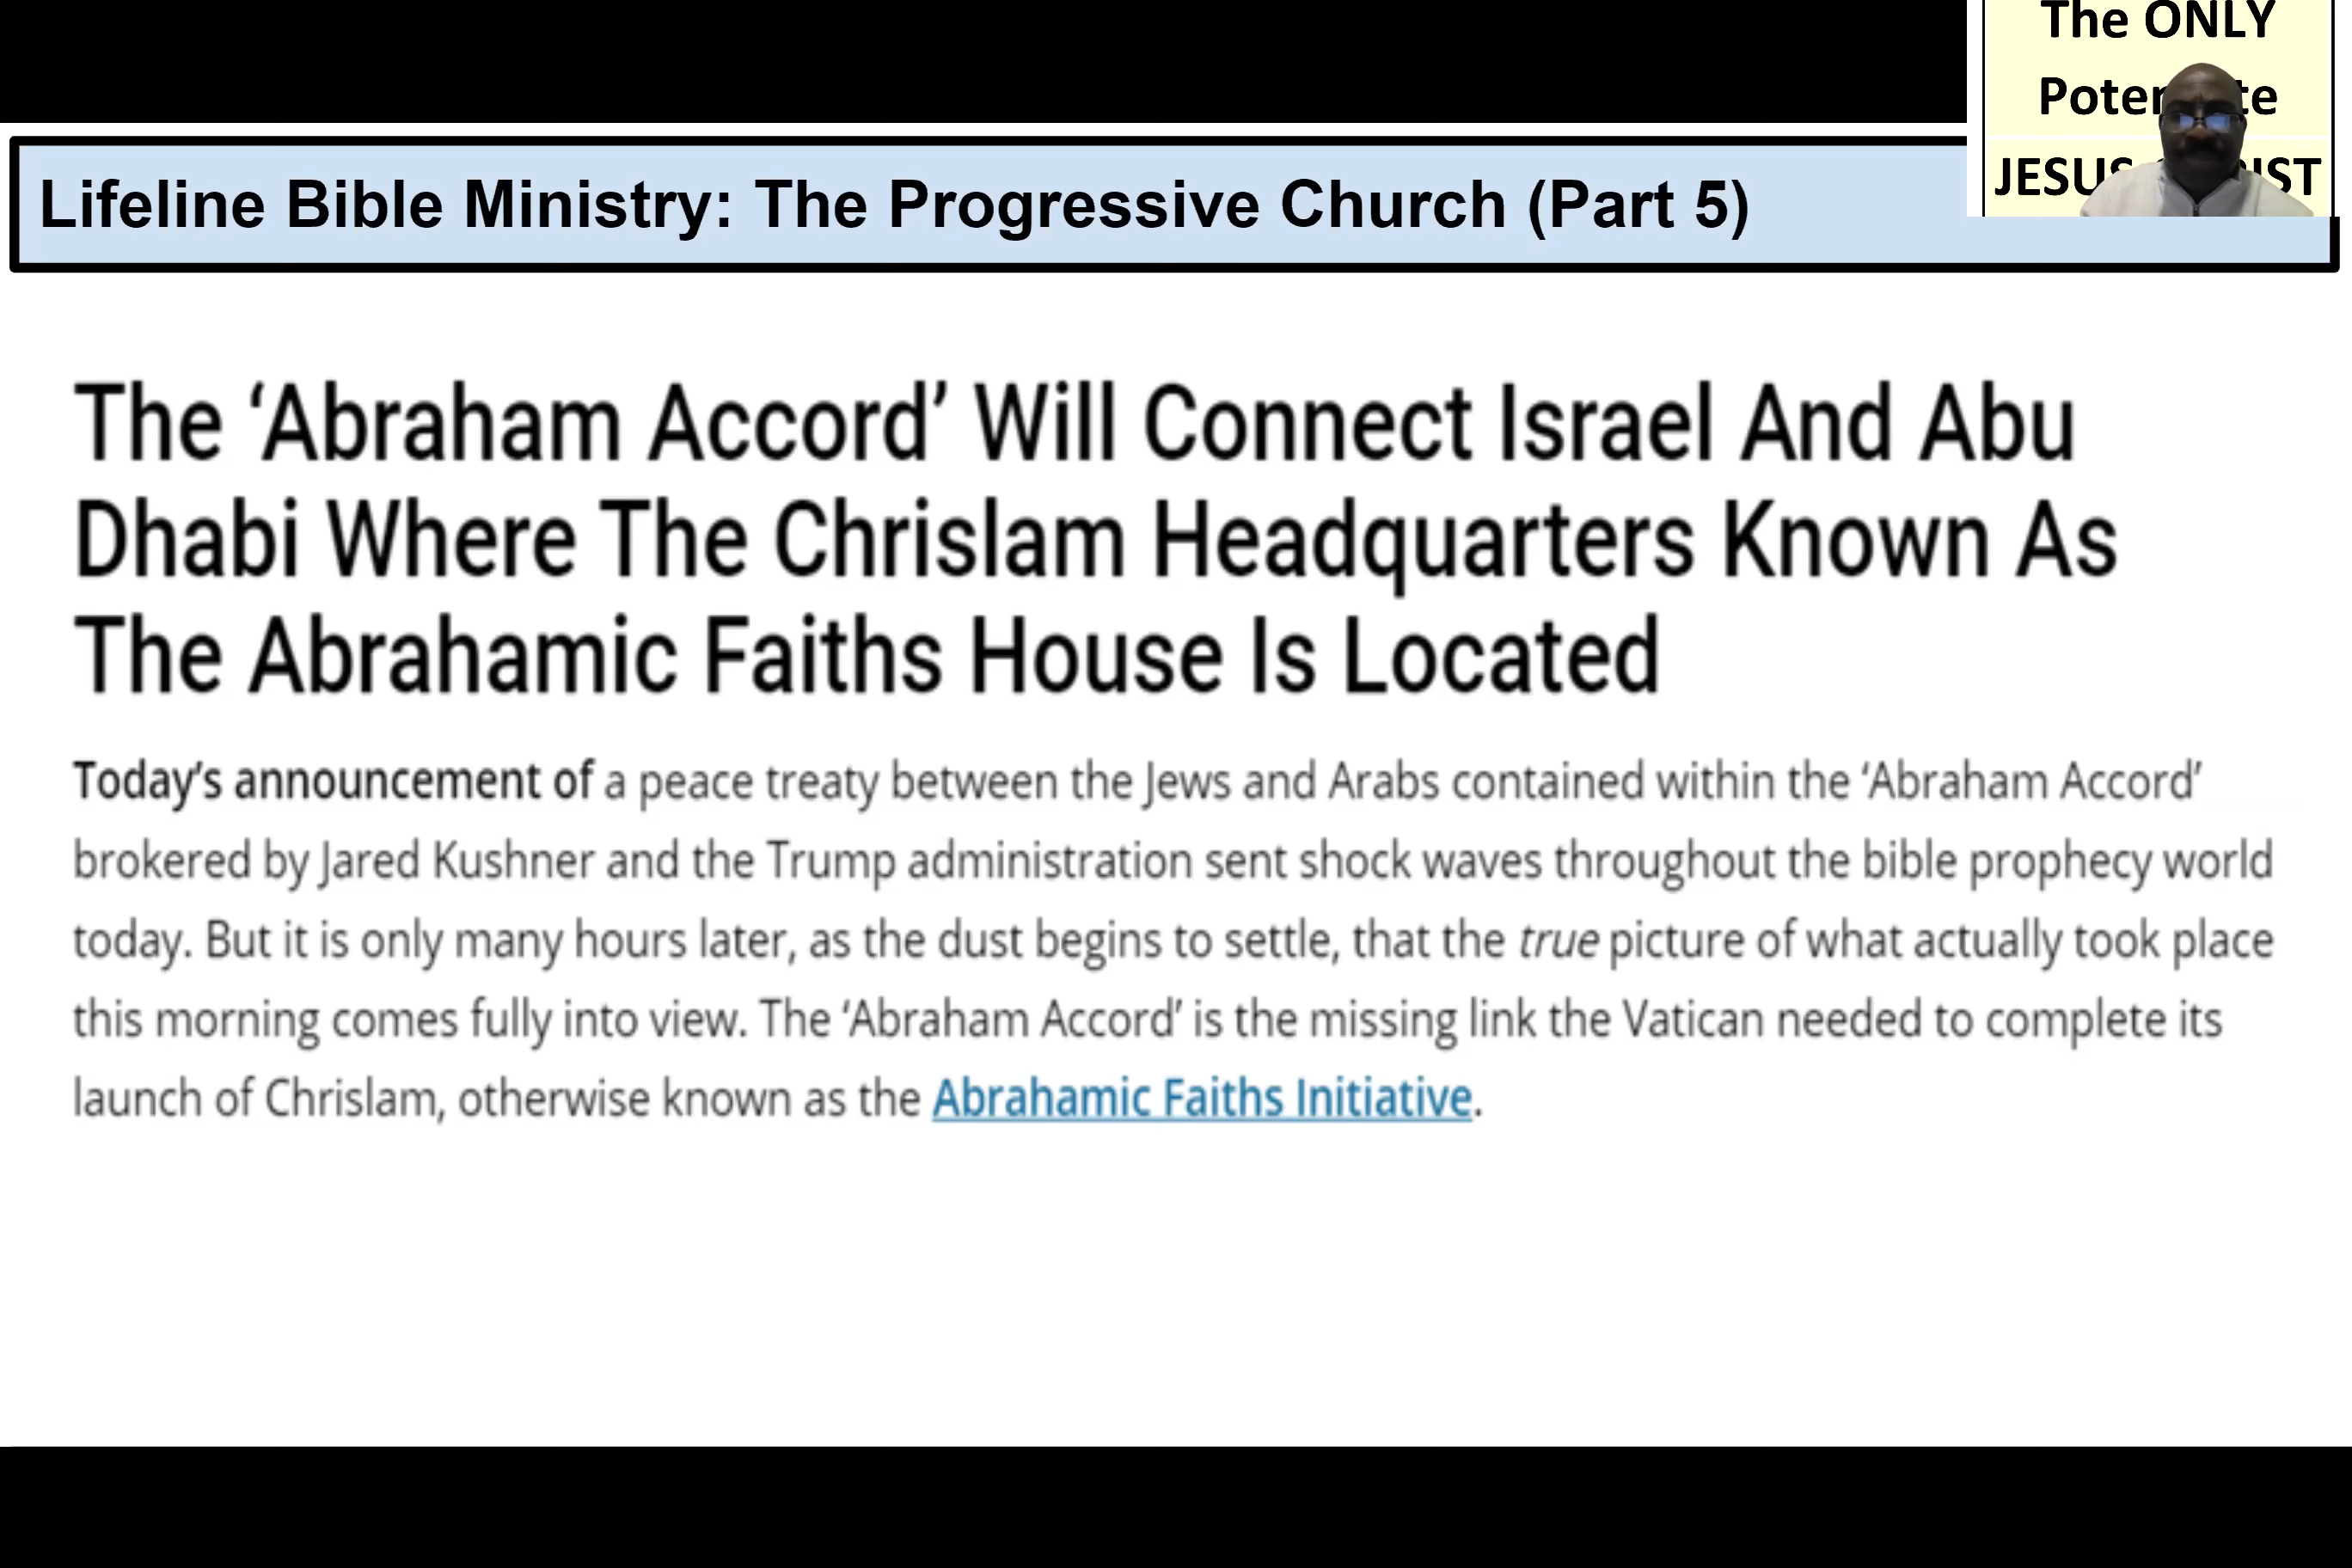 The ONLY
Poter te
JESUS IST
Lifeline Bible Ministry: The Progressive Church (Part 5)
The ‘Abraham Accord’ Will Connect Israel And Abu
Dhabi Where The Chrislam Headquarters Known As
The Abrahamic Faiths House Is Located
Today’s announcement of a peace treaty between the Jews and Arabs contained within the ‘Abraham Accord’
brokered by Jared Kushner and the Trump administration sent shock waves throughout the bible prophecy world
today. But it is only many hours later, as the dust begins to settle, that the true picture of what actually took place
this morning comes fully into view. The ‘Abraham Accord’ is the missing link the Vatican needed to complete its
launch of Chrislam, otherwise known as the Abrahamic Faiths Initiative.